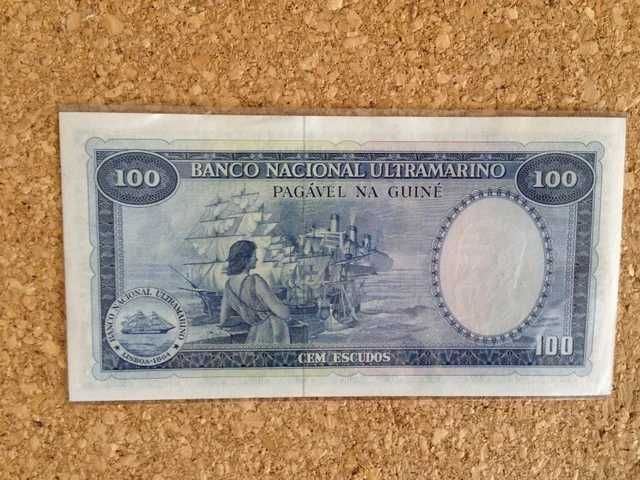 100 BANCO NACIONAL ULTRAMARINO 100
PAGÁVEL NA GUINÉ
BANCO NACIONAL ULTRAMARINO
LISBOA-1864
CEM ESCUDOS
100